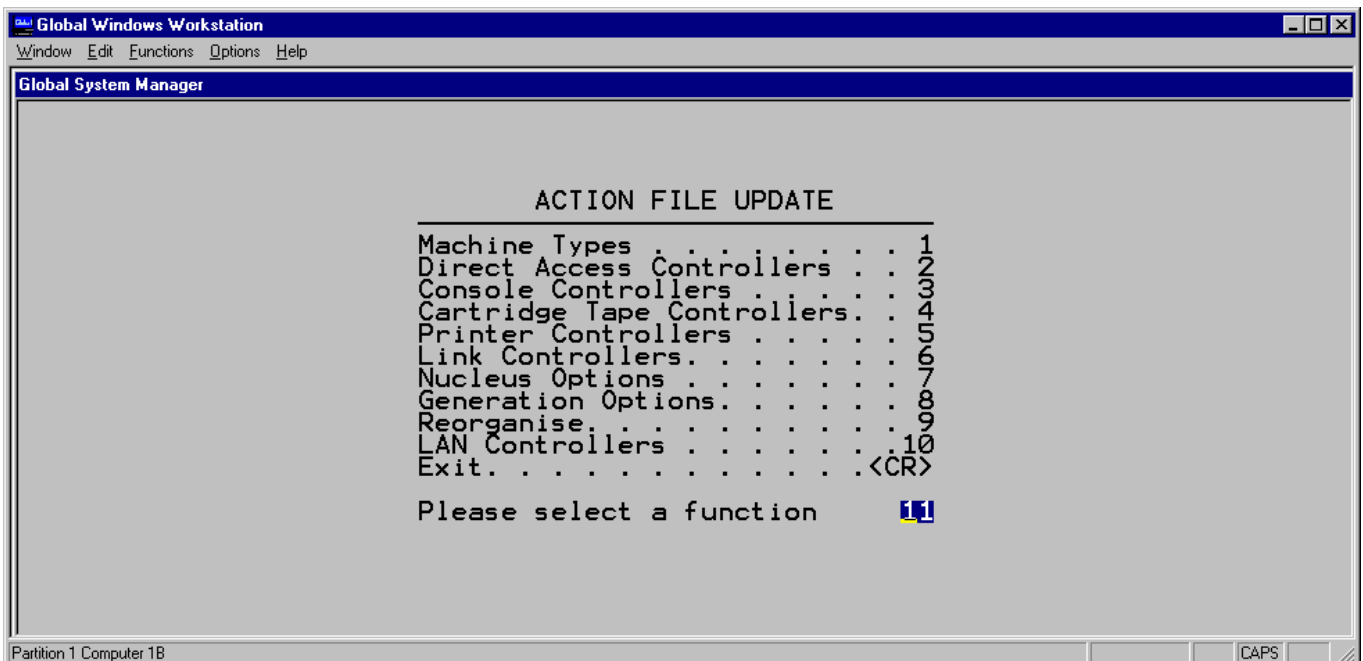 Global Windows Workstation
Window Edit Functions Options Help
Global System Manager
ACTION FILE UPDATE
Machine Types . . . . . . . . 1
Direct Access Controllers . . 2
Console Controllers . . . . . 3
Cartridge Tape Controllers. . 4
Printer Controllers . . . . . 5
Link Controllers. . . . . . . 6
Nucleus Options . . . . . . . 7
Generation Options. . . . . . 8
Reorganise. . . . . . . . . . 9
LAN Controllers . . . . . . .10
Exit. . . . . . . . . . . .<CR>
Please select a function 11
Partition 1 Computer 1B CAPS